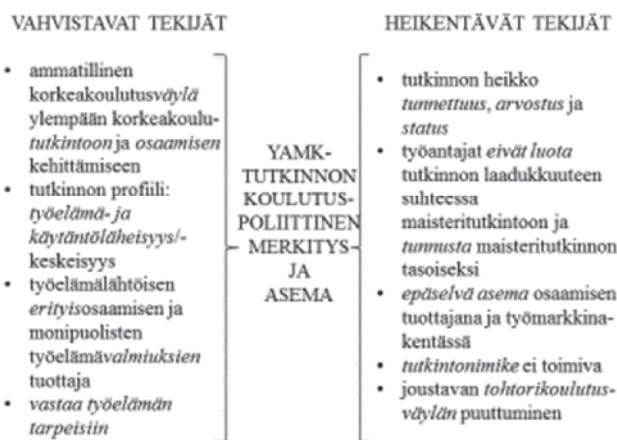 VAHVISTAVAT TEKIJÄT
• ammatillinen
korkeakoulutusväylä
ylempään korkeakoulu-
tutkintoon ja osaamisen
kehittämiseen
• tutkinnon profiili:
työelämä- ja
käytäntöläheisyys/-
keskeisyys
• työelämälähtöisen
erityisosaamisen ja
monipuolisten
työelämävalmiuksien
tuottaja
• vastaa työelämän
tarpeisiin
YAMK-
TUTKINNON
KOULUTUS-
POLIITTINEN
MERKITYS
JA
ASEMA
HEIKENTÄVÄT TEKIJÄT
• tutkinnon heikko
tunnettuus, arvostus ja
status
• työantajat eivät luota
tutkinnon laadukkuuteen
suhteessa
maisteritutkintoon ja
tunnusta maisteritutkinnon
tasoiseksi
• epäselvä asema osaamisen
tuottajana ja työmarkkina-
kentässä
• tutkintonimike ei toimiva
• joustavan tohtorikoulutus-
väylän puuttuminen